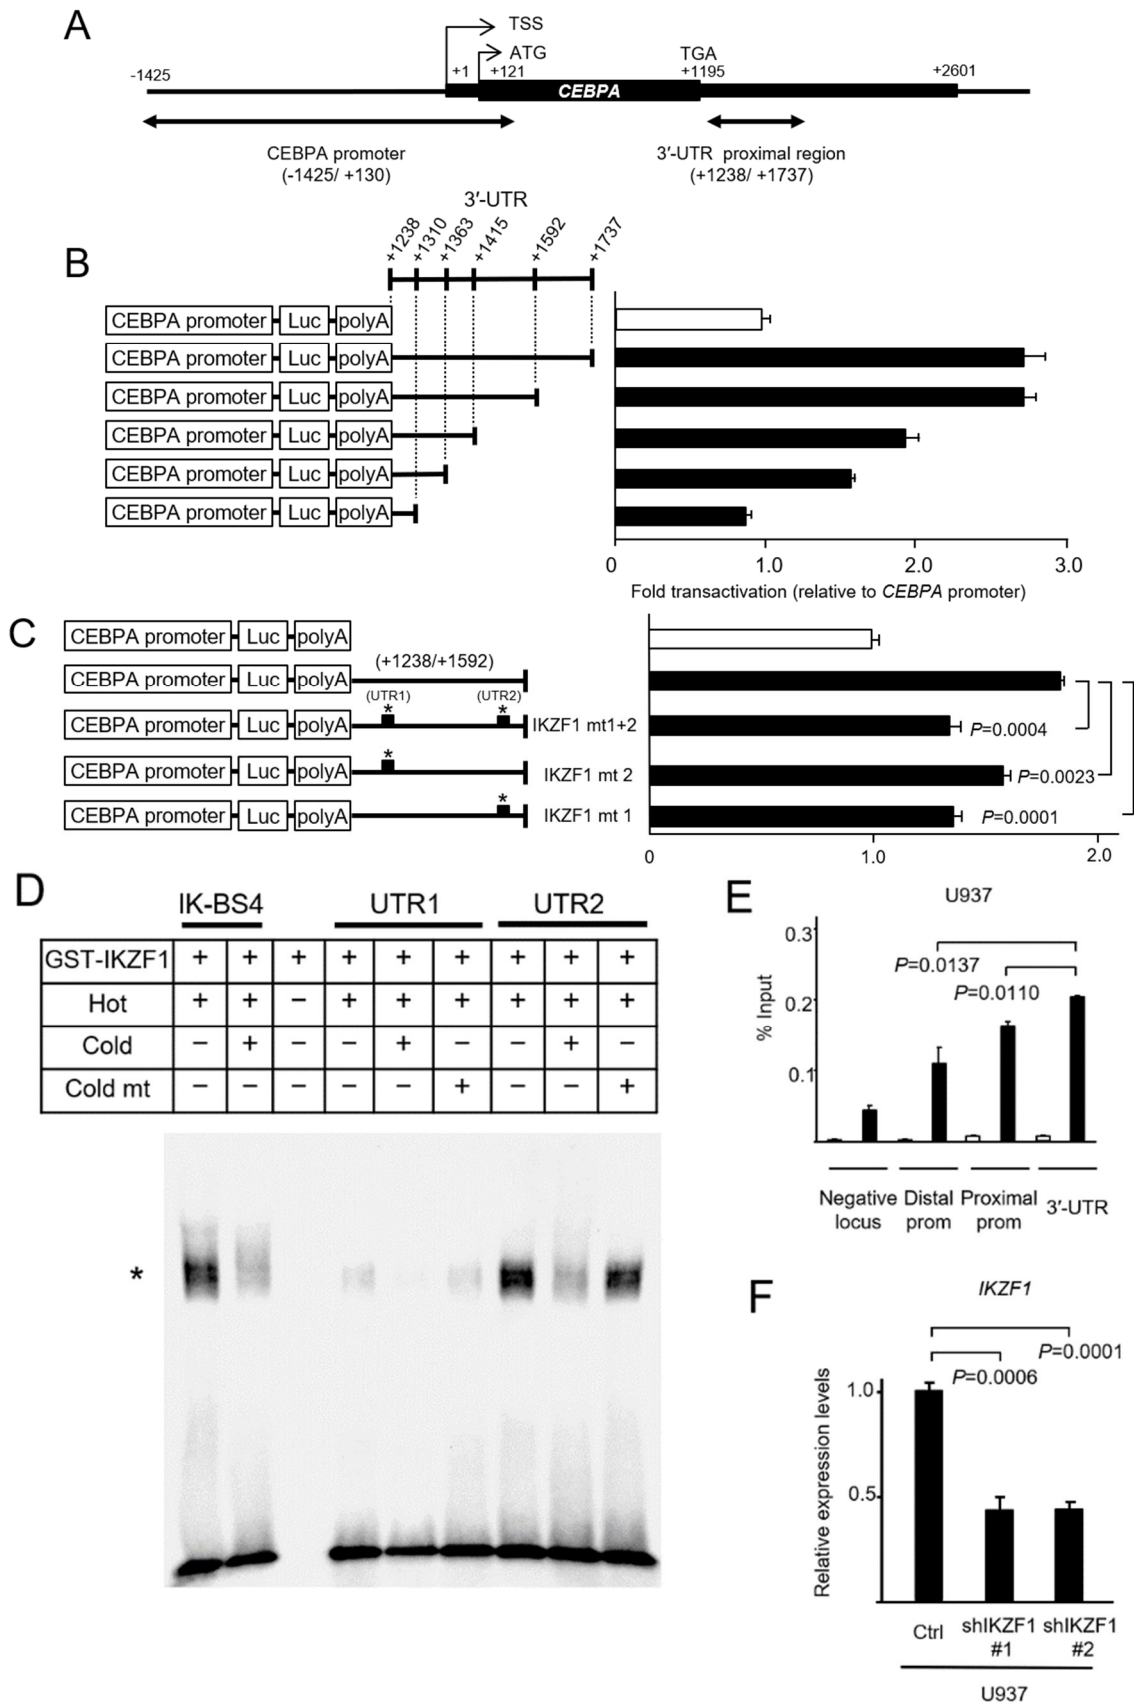 A
TSS
ATG
TGA
-1425
+1
+121
+1195
+2601
CEBPA
CEBPA promoter
(-1425/ +130)
3′-UTR proximal region
(+1238/ +1737)
B
3′-UTR
+1238
+1310
+1363
+1415
+1592
+1737
CEBPA promoter Luc polyA
CEBPA promoter Luc polyA
CEBPA promoter Luc polyA
CEBPA promoter Luc polyA
CEBPA promoter Luc polyA
CEBPA promoter Luc polyA
0 1.0 2.0 3.0
Fold transactivation (relative to CEBPA promoter)
C
CEBPA promoter Luc polyA
(+1238/+1592)
CEBPA promoter Luc polyA
(UTR1) (UTR2)
* *
CEBPA promoter Luc polyA IKZF1 mt1+2
P=0.0004
*
CEBPA promoter Luc polyA IKZF1 mt 2
P=0.0023
*
CEBPA promoter Luc polyA IKZF1 mt 1
P=0.0001
0 1.0 2.0
D
IK-BS4 UTR1 UTR2
GST-IKZF1 + + + + + + + + +
Hot + + − + + + + + +
Cold − + − − + − − + −
Cold mt − − − − − + − − +
*
E
U937
% Input
0.3
0.2
0.1
P=0.0137
P=0.0110
Negative locus
Distal prom
Proximal prom
3′-UTR
F
IKZF1
Relative expression levels
1.0
0.5
P=0.0001
P=0.0006
Ctrl
shIKZF1 #1
shIKZF1 #2
U937